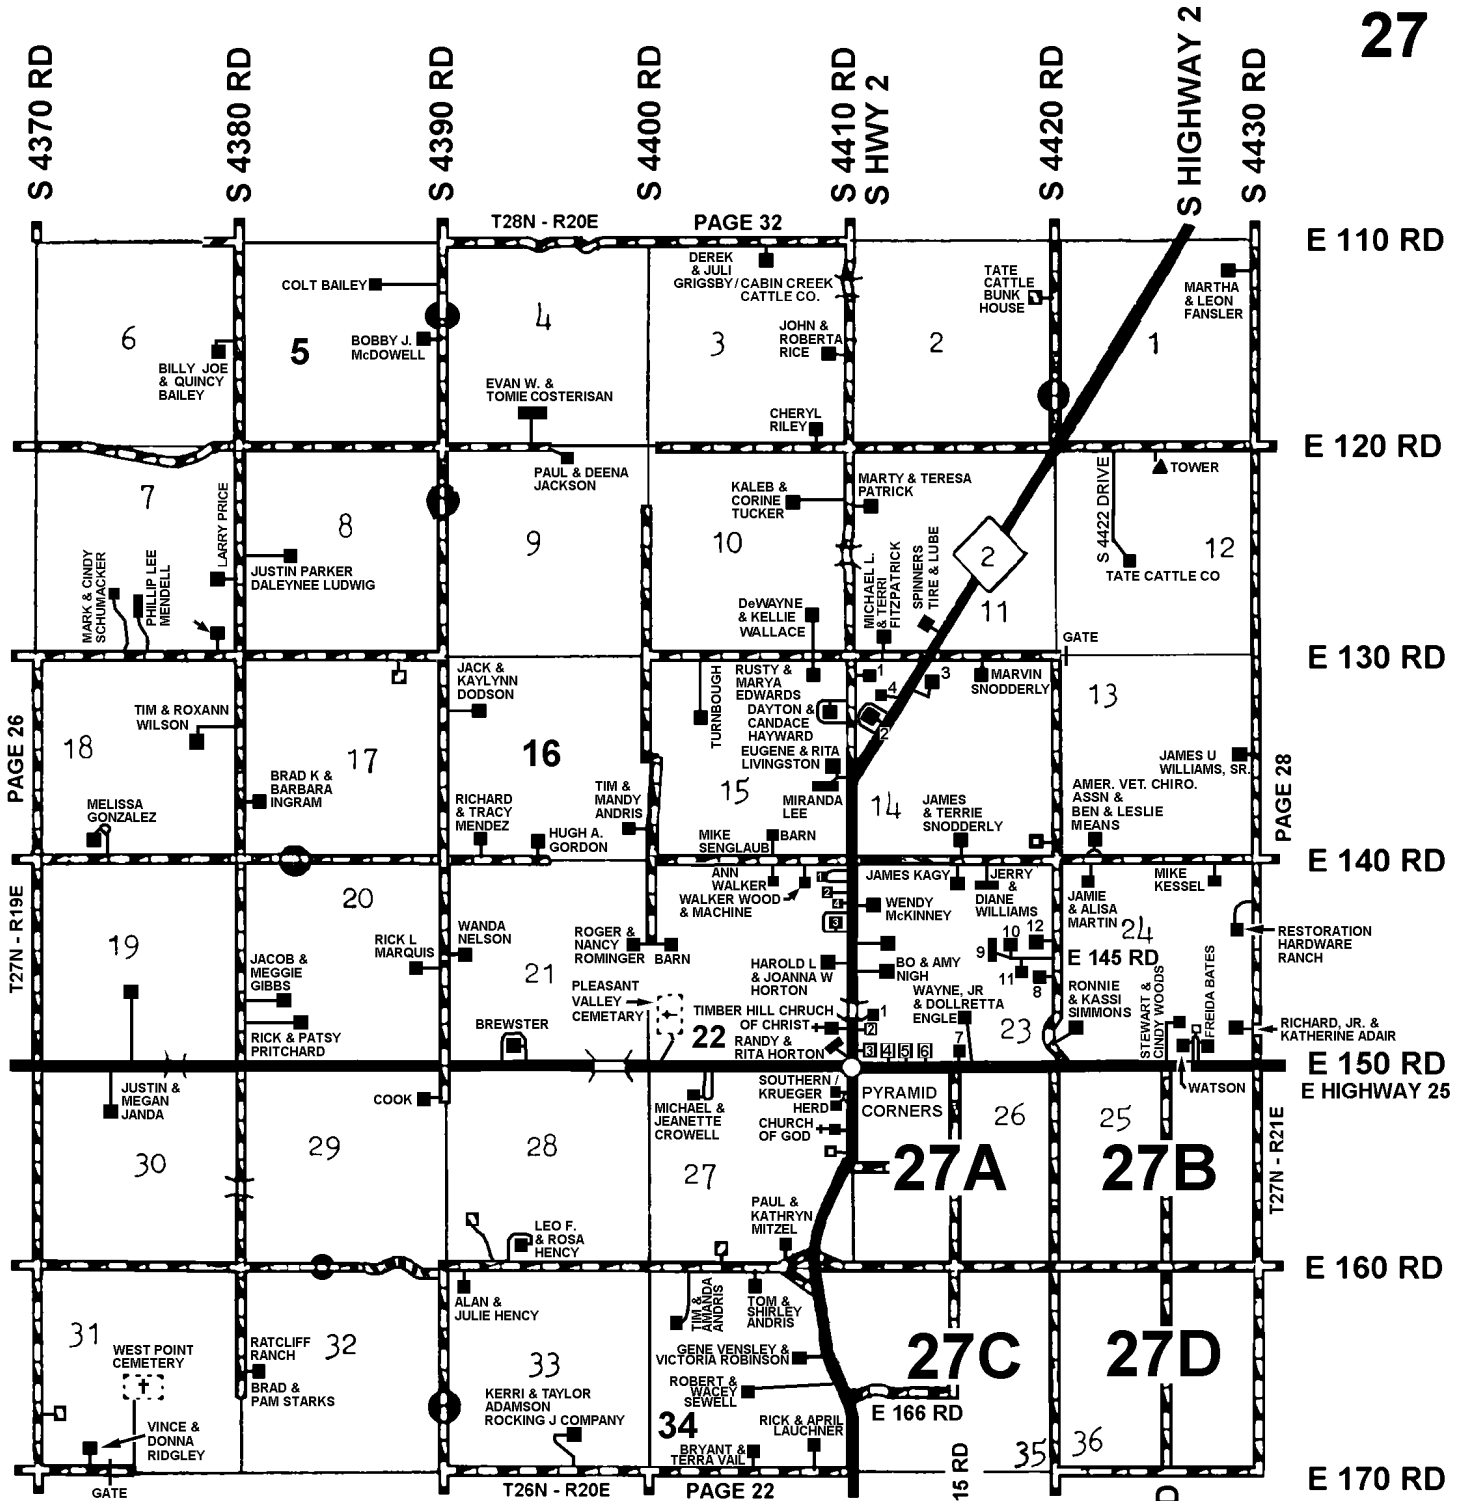 27
S 4370 RD
S 4380 RD
S 4390 RD
S 4400 RD
S 4410 RD
S HWY 2
S 4420 RD
S HIGHWAY 2
S 4430 RD
T28N - R20E
PAGE 32
E 110 RD
COLT BAILEY
DEREK
& JULI
GRIGSBY/CABIN CREEK
CATTLE CO.
TATE
CATTLE
BUNK
HOUSE
MARTHA
& LEON
FANSLER
6
5
4
3
2
1
BOBBY J.
McDOWELL
JOHN &
ROBERTA
RICE
BILLY JOE
& QUINCY
BAILEY
EVAN W. &
TOMIE COSTERISAN
CHERYL
RILEY
E 120 RD
PAUL & DEENA
JACKSON
KALEB &
CORINE
TUCKER
MARTY & TERESA
PATRICK
S 4422 DRIVE
TOWER
7
8
9
10
11
12
2
LARRY PRICE
MARK & CINDY
SCHUMACKER
PHILLIP LEE
MENDELL
JUSTIN PARKER
DALEYNEE LUDWIG
MICHAEL L.
& TERRI
FITZPATRICK
SPINNERS
TIRE & LUBE
TATE CATTLE CO
DeWAYNE
& KELLIE
WALLACE
GATE
E 130 RD
JACK &
KAYLYNN
DODSON
TURNBOUGH
RUSTY &
MARYA
EDWARDS
DAYTON &
CANDACE
HAYWARD
EUGENE & RITA
LIVINGSTON
1
4
3
2
MARVIN
SNODDERLY
13
TIM & ROXANN
WILSON
PAGE 26
18
17
16
15
14
BRAD K &
BARBARA
INGRAM
MELISSA
GONZALEZ
RICHARD
& TRACY
MENDEZ
HUGH A.
GORDON
TIM &
MANDY
ANDRIS
MIRANDA
LEE
MIKE
SENGLAUB
BARN
JAMES
& TERRIE
SNODDERLY
JAMES U
WILLIAMS, SR.
AMER. VET. CHIRO.
ASSN &
BEN & LESLIE
MEANS
PAGE 28
E 140 RD
T27N - R19E
ANN
WALKER
WALKER WOOD
& MACHINE
1
2
4
3
JAMES KAGY
JERRY
&
DIANE
WILLIAMS
JAMIE
& ALISA
MARTIN
MIKE
KESSEL
19
20
21
22
23
24
WENDY
McKINNEY
RICK L
MARQUIS
WANDA
NELSON
ROGER &
NANCY
ROMINGER
BARN
RESTORATION
HARDWARE
RANCH
12
10
9
11
8
E 145 RD
JACOB &
MEGGIE
GIBBS
HAROLD L
& JOANNA W
HORTON
BO & AMY
NIGH
RONNIE
& KASSI
SIMMONS
WAYNE, JR
& DOLLRETTA
ENGLE
PLEASANT
VALLEY
CEMETARY
TIMBER HILL CHRUCH
OF CHRIST
1
2
STEWART &
CINDY WOODS
FREIDA BATES
RICHARD, JR. &
KATHERINE ADAIR
RICK & PATSY
PRITCHARD
BREWSTER
RANDY &
RITA HORTON
3
4
5
6
7
E 150 RD
E HIGHWAY 25
JUSTIN &
MEGAN
JANDA
COOK
MICHAEL &
JEANETTE
CROWELL
SOUTHERN /
KRUEGER
HERD
CHURCH
OF GOD
PYRAMID
CORNERS
WATSON
30
29
28
27
26
25
27A
27B
T27N - R21E
LEO F.
& ROSA
HENCY
PAUL &
KATHRYN
MITZEL
E 160 RD
ALAN &
JULIE HENCY
TIM &
AMANDA
ANDRIS
TOM &
SHIRLEY
ANDRIS
31
32
33
34
35
36
WEST POINT
CEMETERY
RATCLIFF
RANCH
BRAD &
PAM STARKS
GENE VENSLEY &
VICTORIA ROBINSON
27C
27D
ROBERT &
WACEY
SEWELL
E 166 RD
KERRI & TAYLOR
ADAMSON
ROCKING J COMPANY
VINCE &
DONNA
RIDGLEY
RICK & APRIL
LAUCHNER
BRYANT &
TERRA VAIL
GATE
T26N - R20E
PAGE 22
15 RD
D
E 170 RD